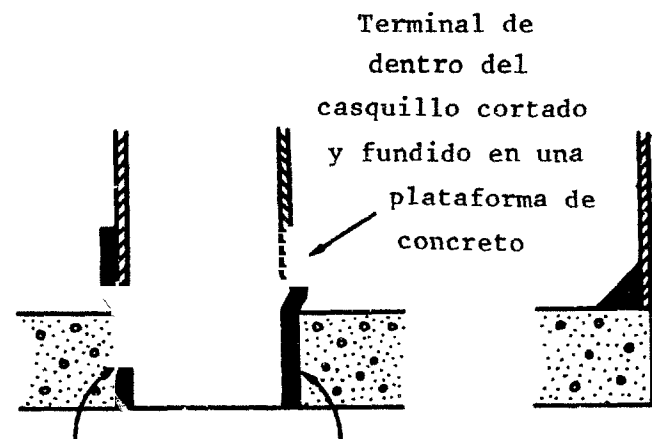 Terminal de
dentro del
casquillo cortado
y fundido en una
plataforma de
concreto